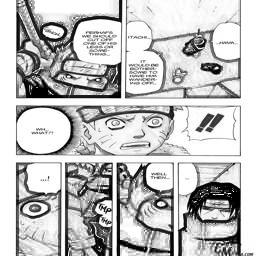 ITACHI...
...HMM.
IT WOULD
BE BOTHER-
SOME TO
HAVE HIM
WANDER-
ING OFF.
PERHAPS,
WE SHOULD
CUT OFF
ONE OF HIS
LEGS OR
SOME-
THING...
!!
WH...
WHAT?!
WELL
THEN...
...!